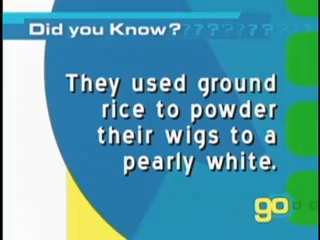 Did you Know????????
They used ground
rice to powder
their wigs to a
pearly white.
go